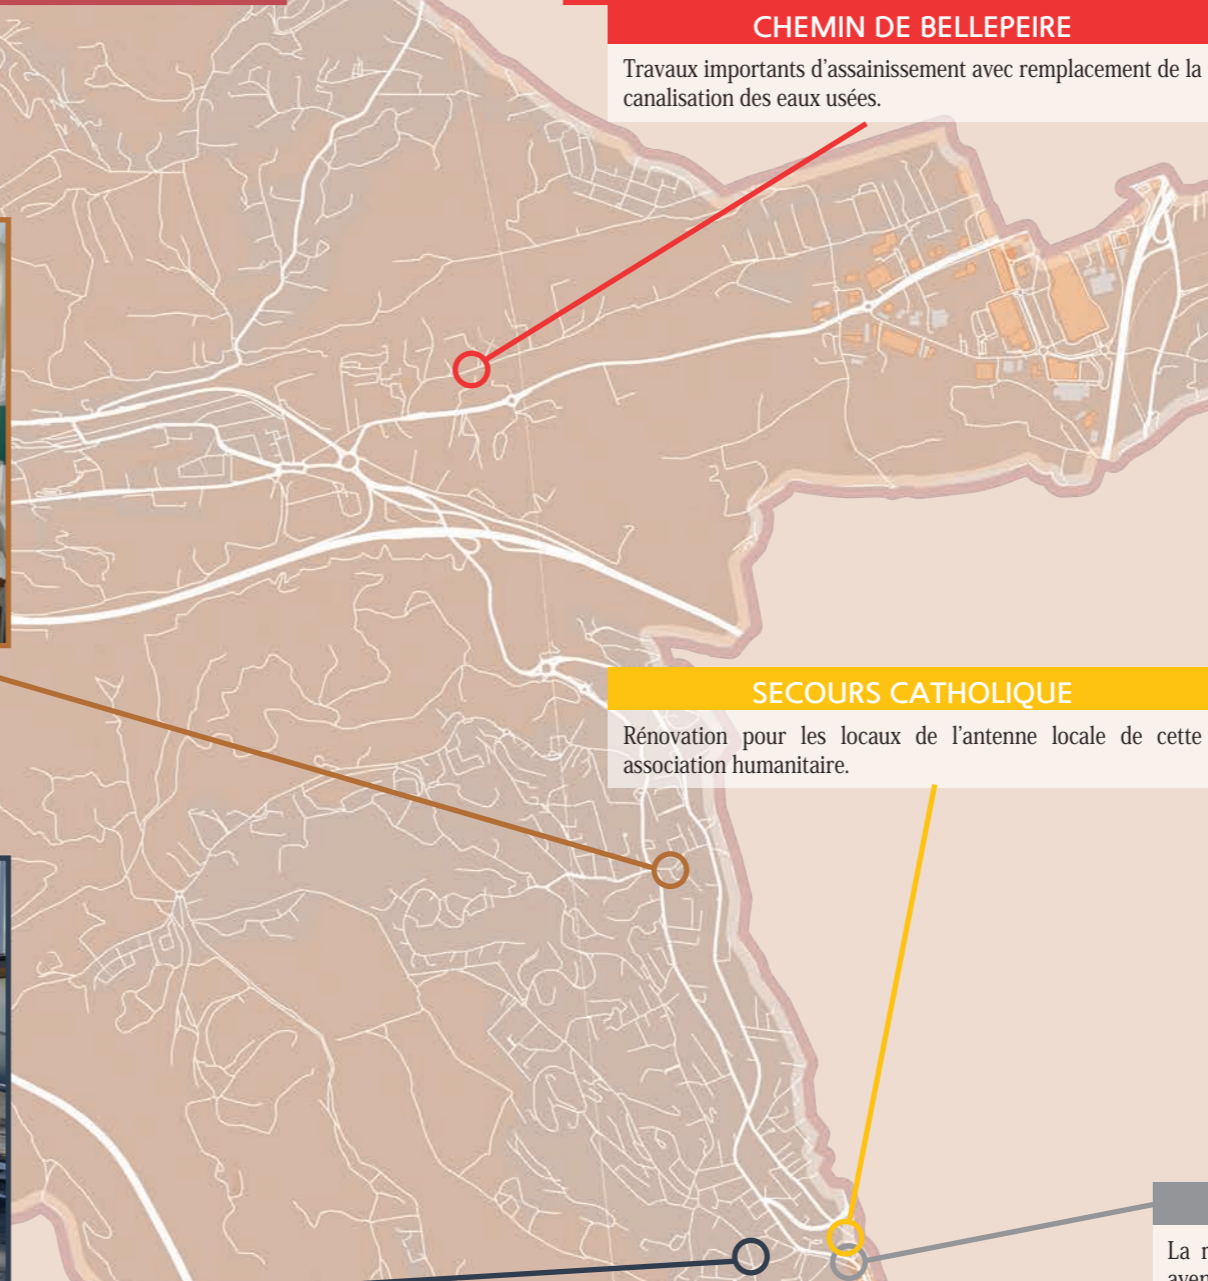 CHEMIN DE BELLEPEIRE
Travaux importants d'assainissement avec remplacement de la
canalisation des eaux usées.
SECOURS CATHOLIQUE
Rénovation pour les locaux de l'antenne locale de cette
association humanitaire.
La